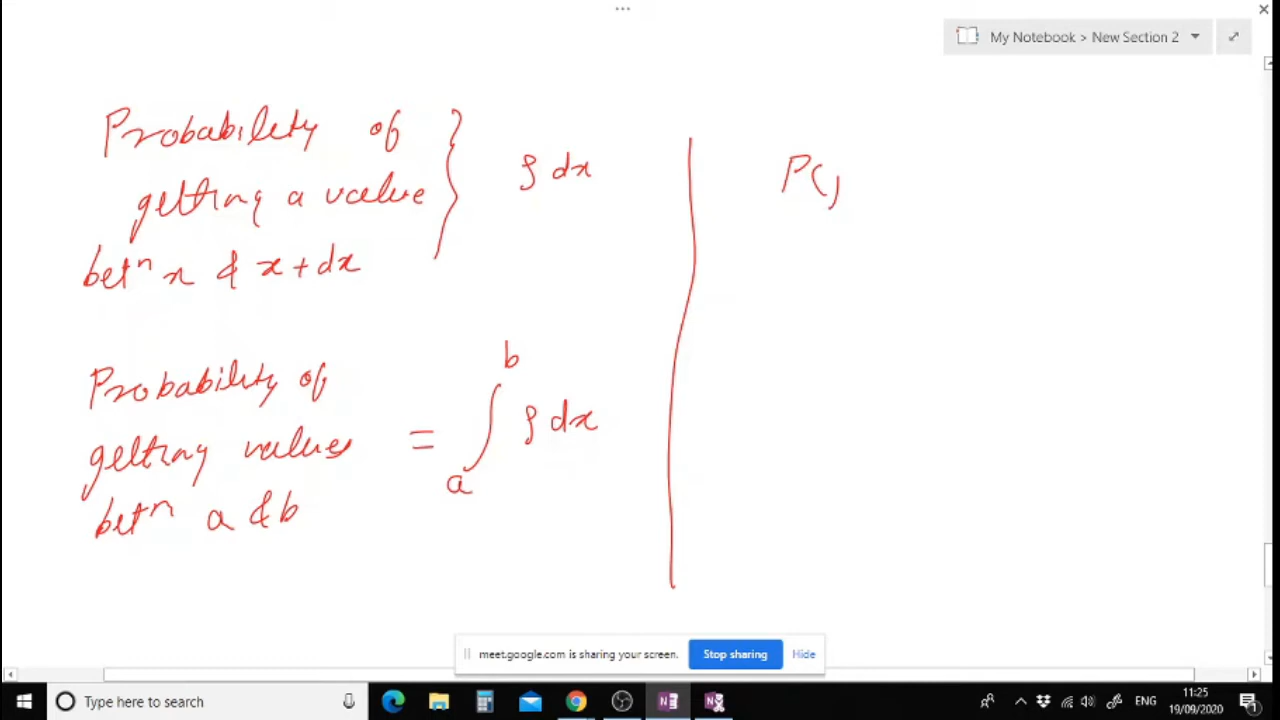 My Notebook > New Section 2
Probability of
getting a value } ρ dx
betⁿ x & x + dx
Probability of
getting values = ∫ₐᵇ ρ dx
betⁿ a & b
P(j
meet.google.com is sharing your screen. Stop sharing Hide
Type here to search
ENG
11:25
19/09/2020
1